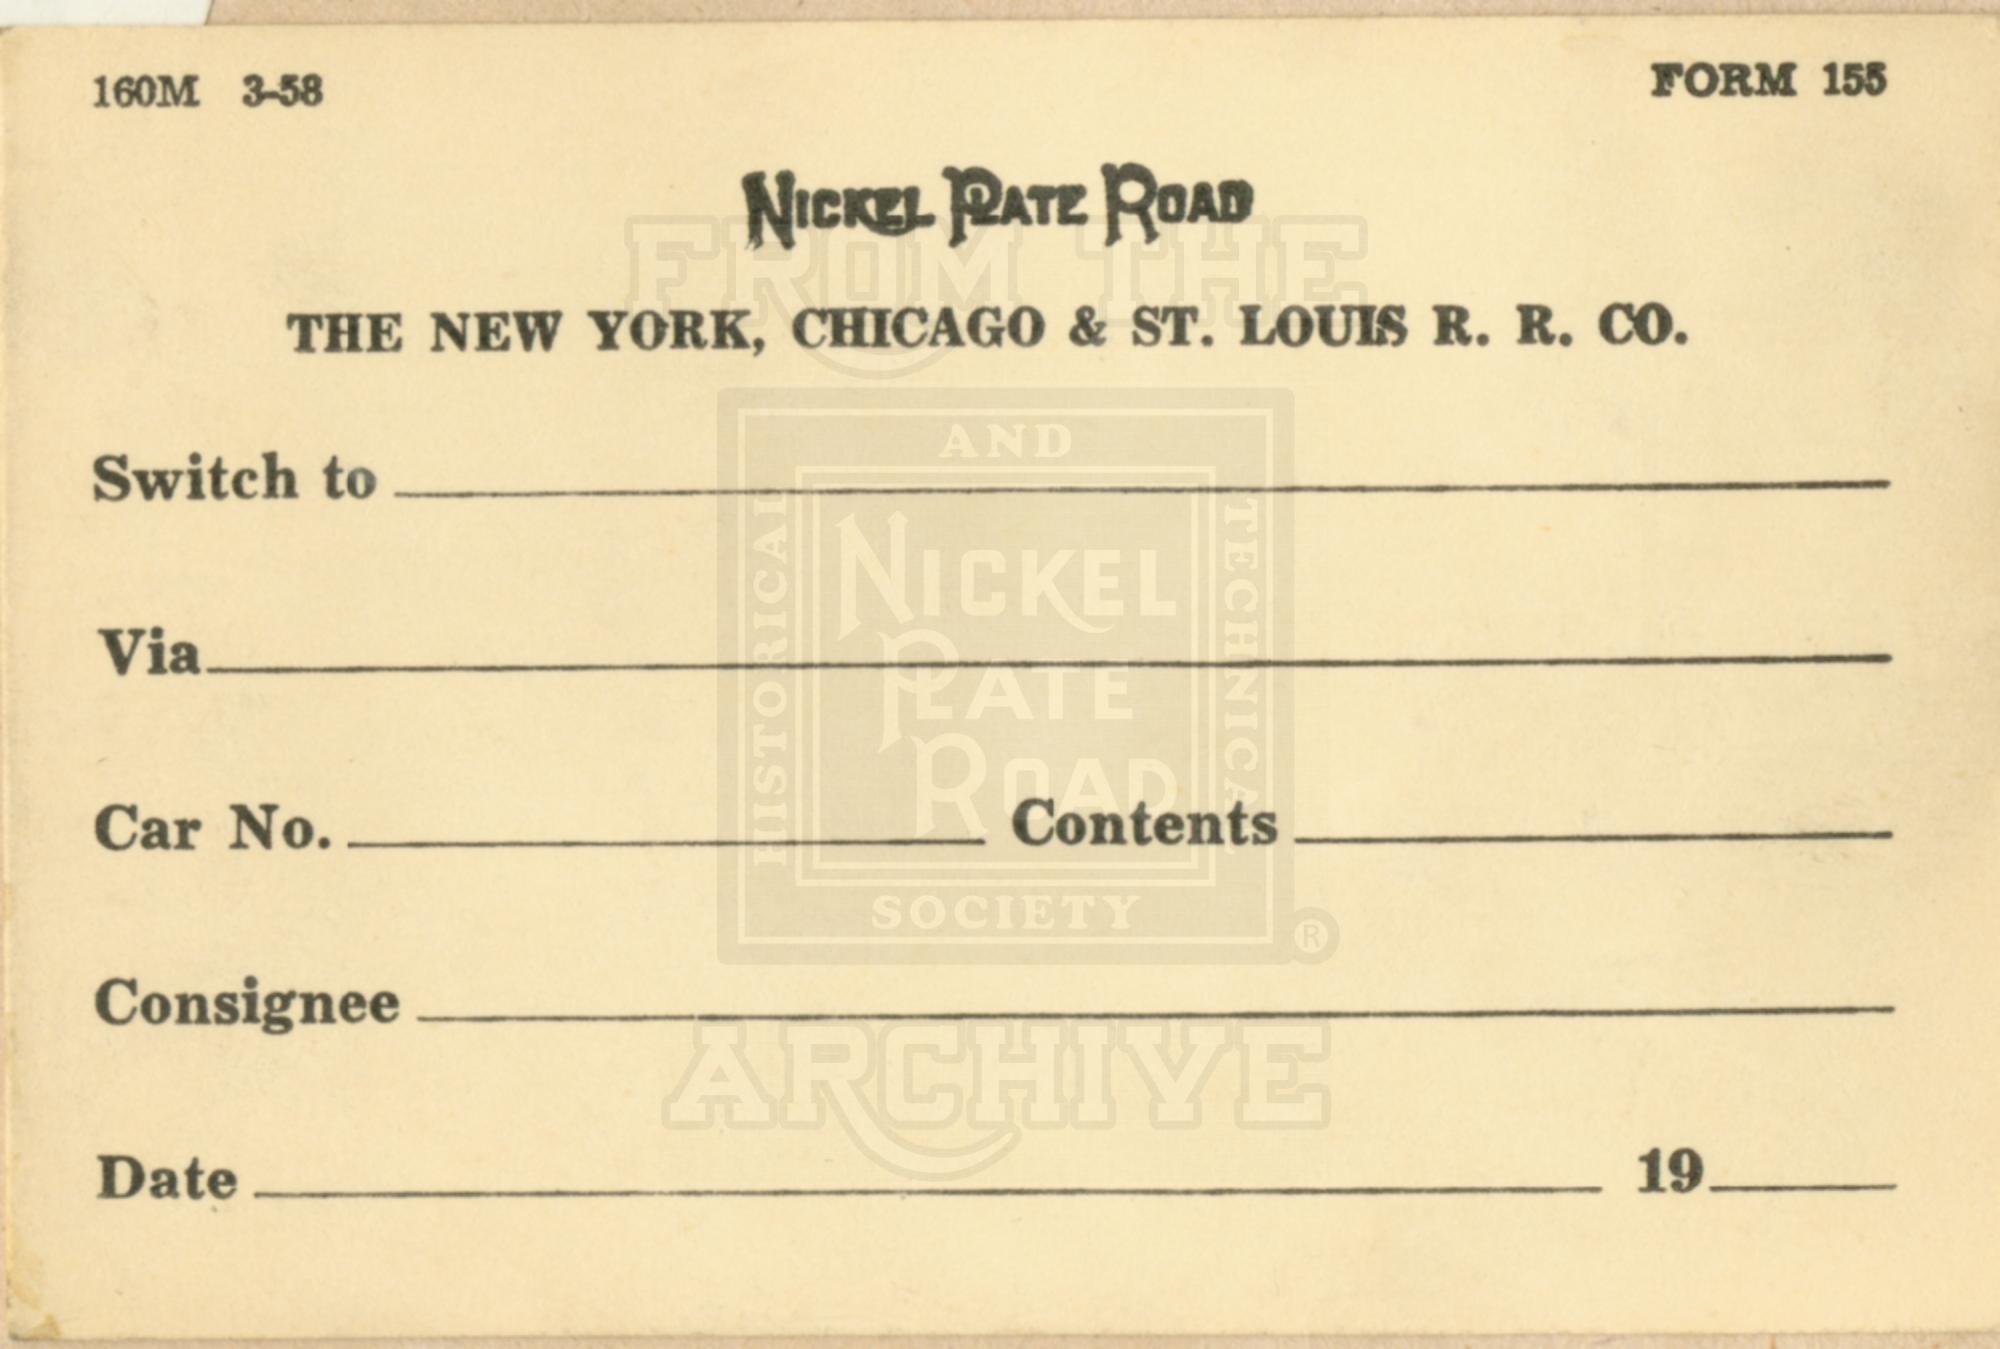 160M 3-58 FORM 155
NICKEL PLATE ROAD
FROM THE
THE NEW YORK, CHICAGO & ST. LOUIS R. R. CO.
AND
Switch to
HISTORICAL
TECHNICAL
NICKEL
PLATE
ROAD
Via
Car No. Contents
SOCIETY
®
Consignee
ARCHIVE
Date 19